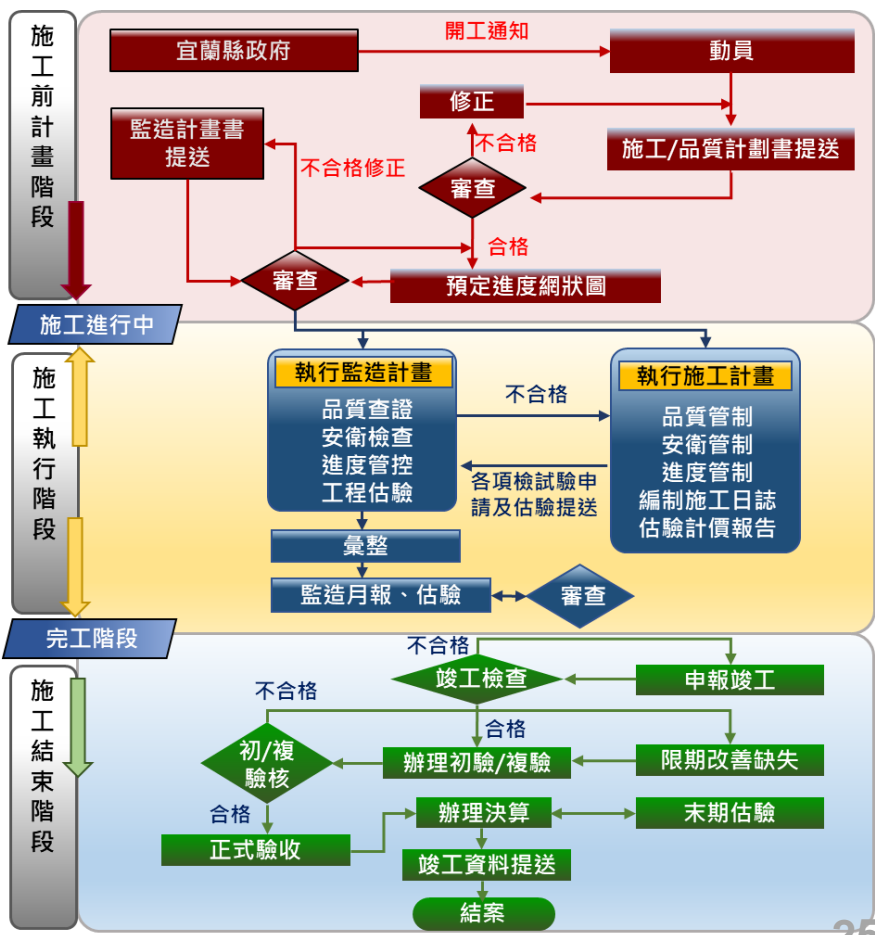 施工前計畫階段
宜蘭縣政府
開工通知
動員
修正
不合格
監造計畫書
提送
不合格修正
審查
施工/品質計劃書提送
合格
審查
預定進度網狀圖
施工進行中
施工執行階段
執行監造計畫
品質查證
安衛檢查
進度管控
工程估驗
不合格
各項檢試驗申
請及估驗提送
執行施工計畫
品質管制
安衛管制
進度管制
編制施工日誌
估驗計價報告
彙整
監造月報、估驗
審查
完工階段
施工結束階段
不合格
竣工檢查
申報竣工
不合格
合格
初/複
驗核
辦理初驗/複驗
限期改善缺失
合格
正式驗收
辦理決算
末期估驗
竣工資料提送
結案
25